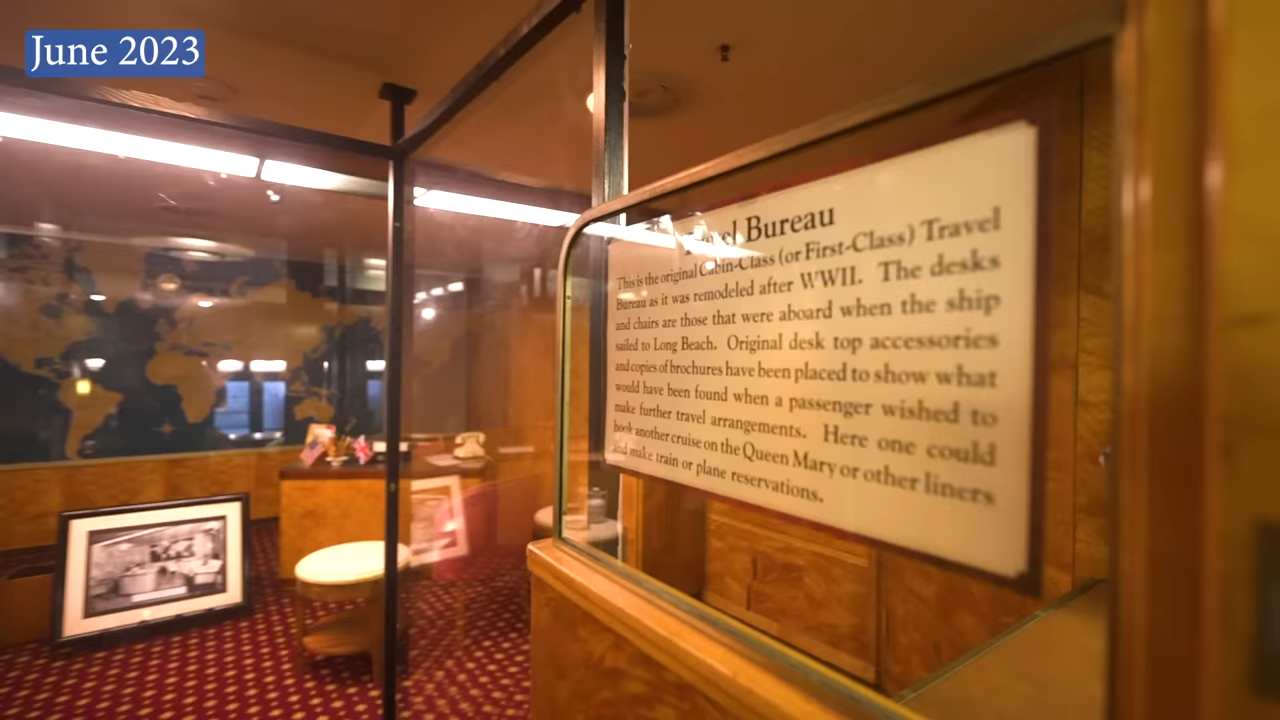 June 2023
Travel Bureau
This is the original Cabin-Class (or First-Class) Travel
Bureau as it was remodeled after WWII. The desks
and chairs are those that were aboard when the ship
sailed to Long Beach. Original desk top accessories
and copies of brochures have been placed to show what
would have been found when a passenger wished to
make further travel arrangements. Here one could
book another cruise on the Queen Mary or other liners
and make train or plane reservations.